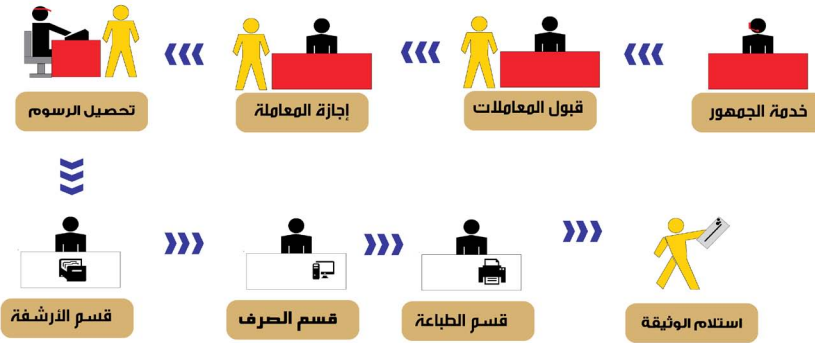 خدمة الجمهور
قبول المعاملات
إجازة المعاملة
تحصيل الرسوم
قسم الأرشفة
قسم الصرف
قسم الطباعة
استلام الوثيقة